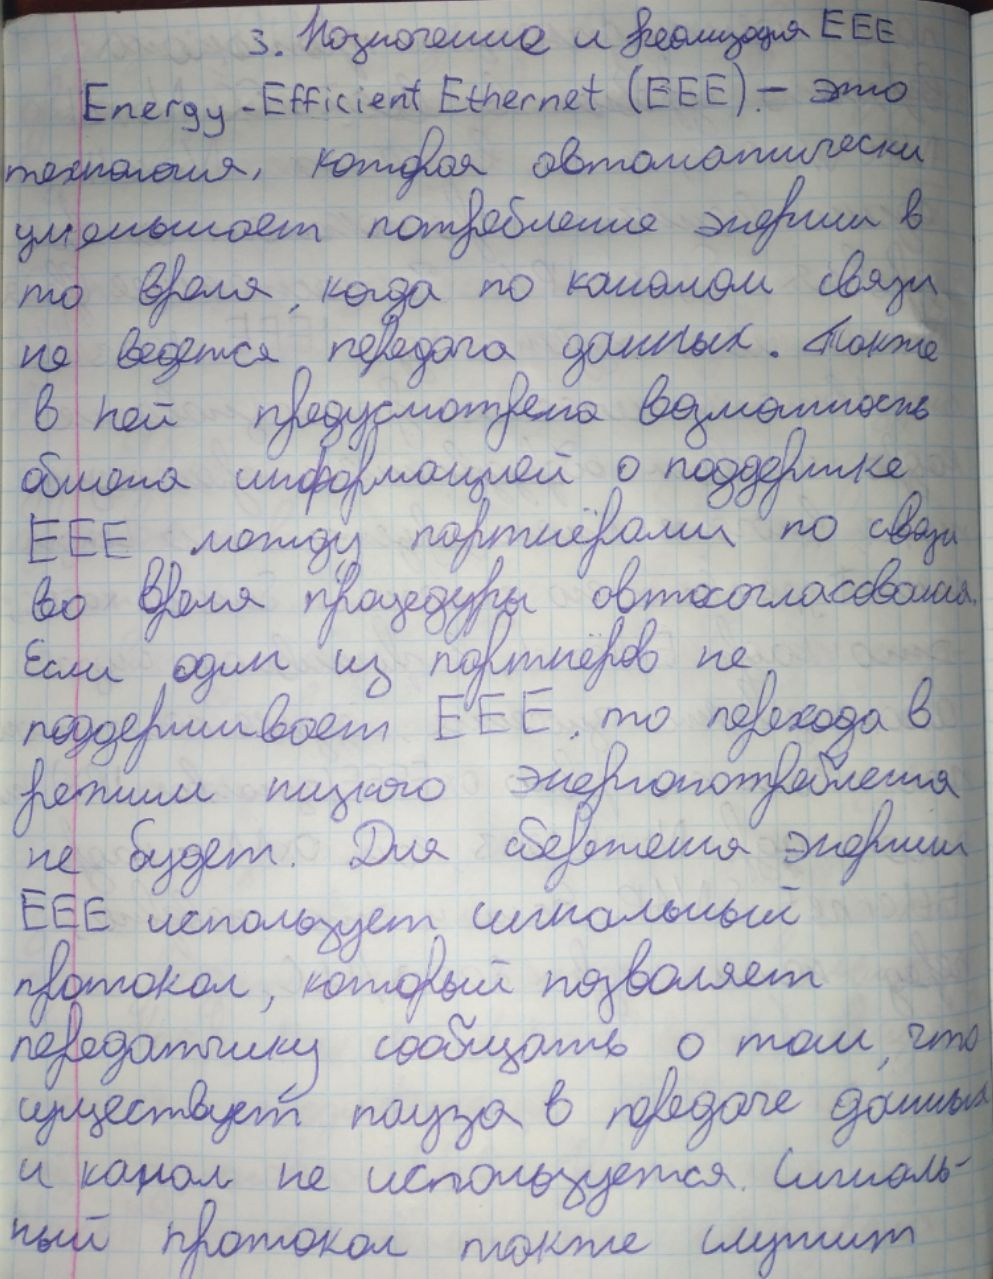 3. Назначение и реализация EEE
Energy-Efficient Ethernet (EEE) - это
технология, которая автоматически
уменьшает потребление энергии в
то время, когда по каналам связи
не ведется передача данных. Также
в ней предусмотрена возможность
обмена информацией о поддержке
EEE между партнёрами по связи
во время процедуры автосогласования.
Если один из партнёров не
поддерживает EEE, то перехода в
режим низкого энергопотребления
не будет. Для сбережения энергии
EEE использует сигнальный
протокол, который позволяет
передатчику сообщать о том, что
существует пауза в передаче данных
и канал не используется. Сигналь-
ный протокол также служит